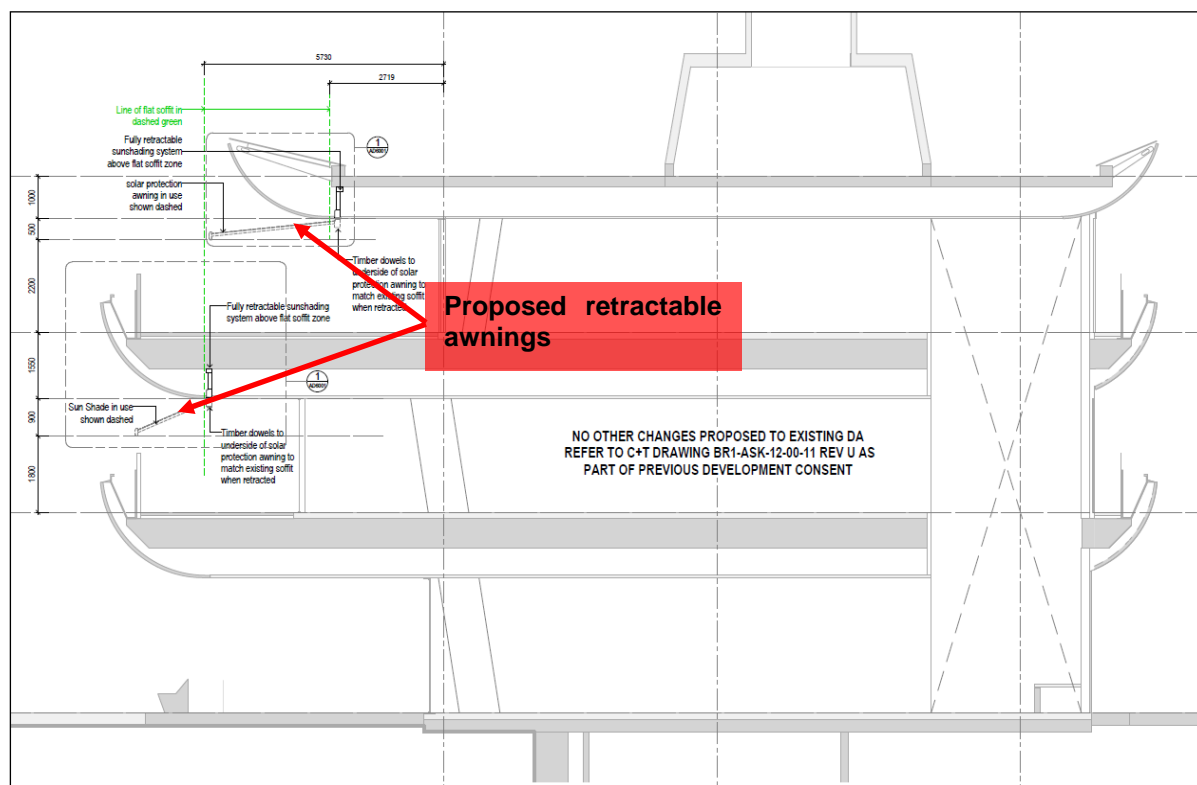 5730
2719
Line of flat soffit in
dashed green
Fully retractable
sunshading system
above flat soffit zone
1
AD6001
solar protection
awning in use
shown dashed
1000
500
2200
1550
900
1800
Timber dowels to
underside of solar
protection awning to
match existing soffit
when retracted
Proposed retractable
awnings
Fully retractable sunshading
system above flat soffit zone
1
AD6001
Sun Shade in use
shown dashed
Timber dowels to
underside of solar
protection awning to
match existing soffit
when retracted
NO OTHER CHANGES PROPOSED TO EXISTING DA
REFER TO C+T DRAWING BR1-ASK-12-00-11 REV U AS
PART OF PREVIOUS DEVELOPMENT CONSENT